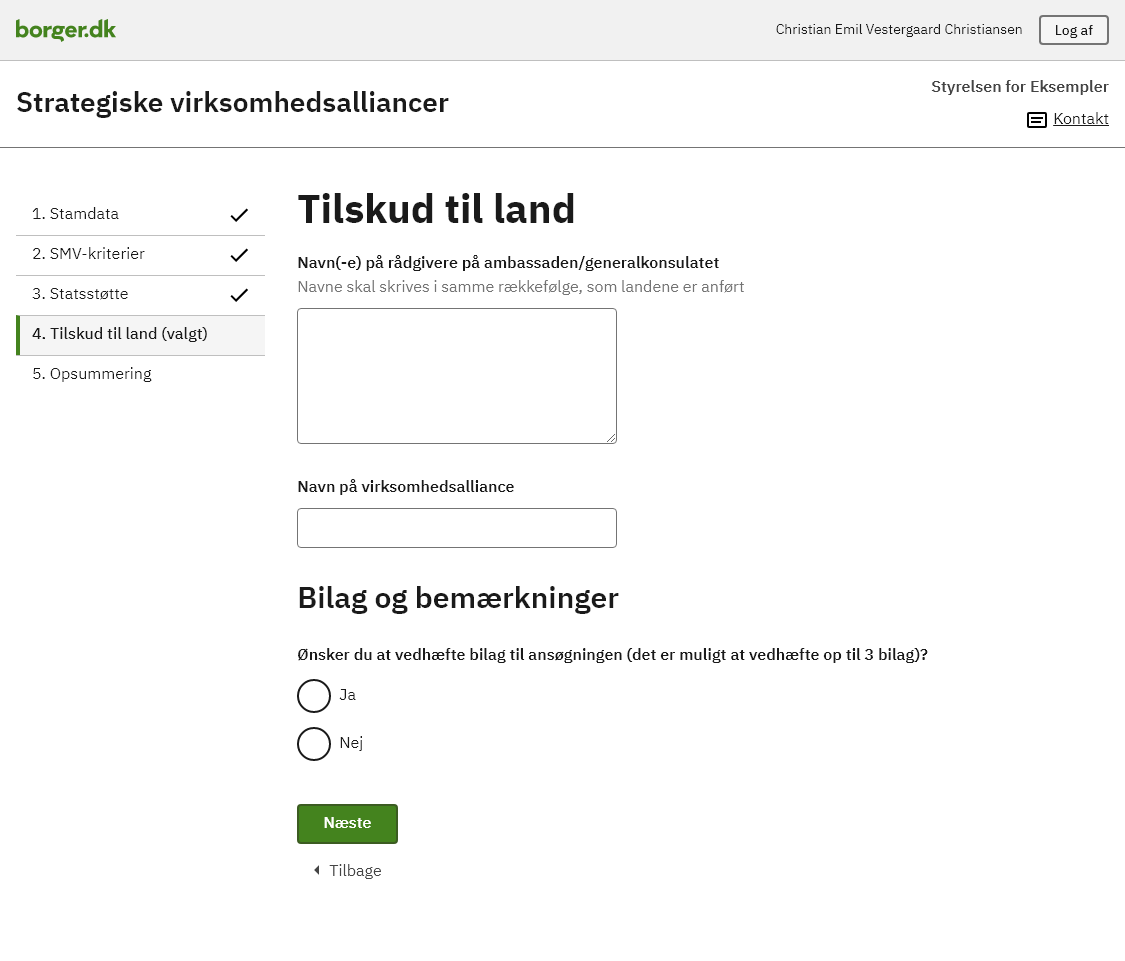 borger.dk
Christian Emil Vestergaard Christiansen
Log af
Strategiske virksomhedsalliancer
Styrelsen for Eksempler
Kontakt
1. Stamdata
2. SMV-kriterier
3. Statsstøtte
4. Tilskud til land (valgt)
5. Opsummering
Tilskud til land
Navn(-e) på rådgivere på ambassaden/generalkonsulatet
Navne skal skrives i samme rækkefølge, som landene er anført
Navn på virksomhedsalliance
Bilag og bemærkninger
Ønsker du at vedhæfte bilag til ansøgningen (det er muligt at vedhæfte op til 3 bilag)?
Ja
Nej
Næste
Tilbage